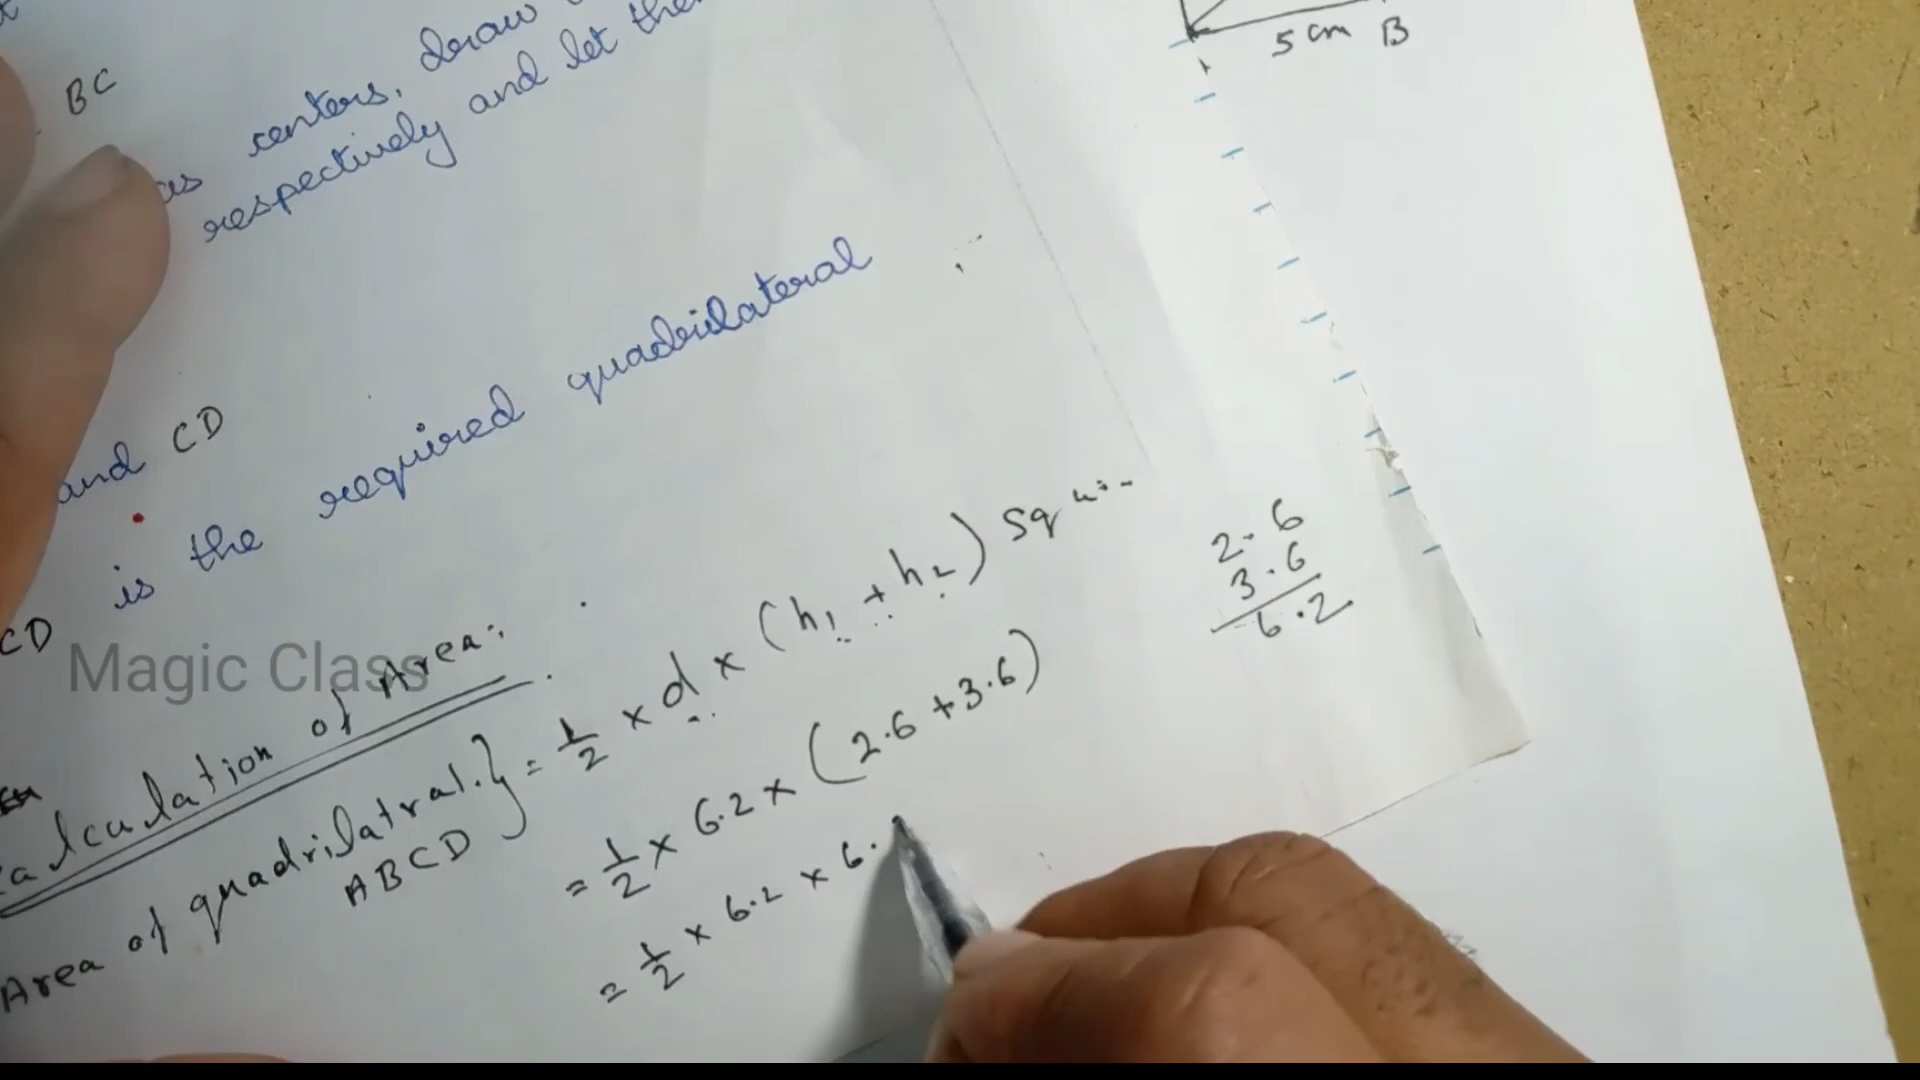 BC
as centers, draw
respectively and let
and CD
CD is the required quadrilateral
5 cm B
Magic Class
Calculation of Area:
Area of quadrilatral. } = 1/2 × d × (h1 + h2) sq
ABCD
= 1/2 × 6.2 × (2.6 + 3.6)
= 1/2 × 6.2 × 6.
2.6
3.6
6.2